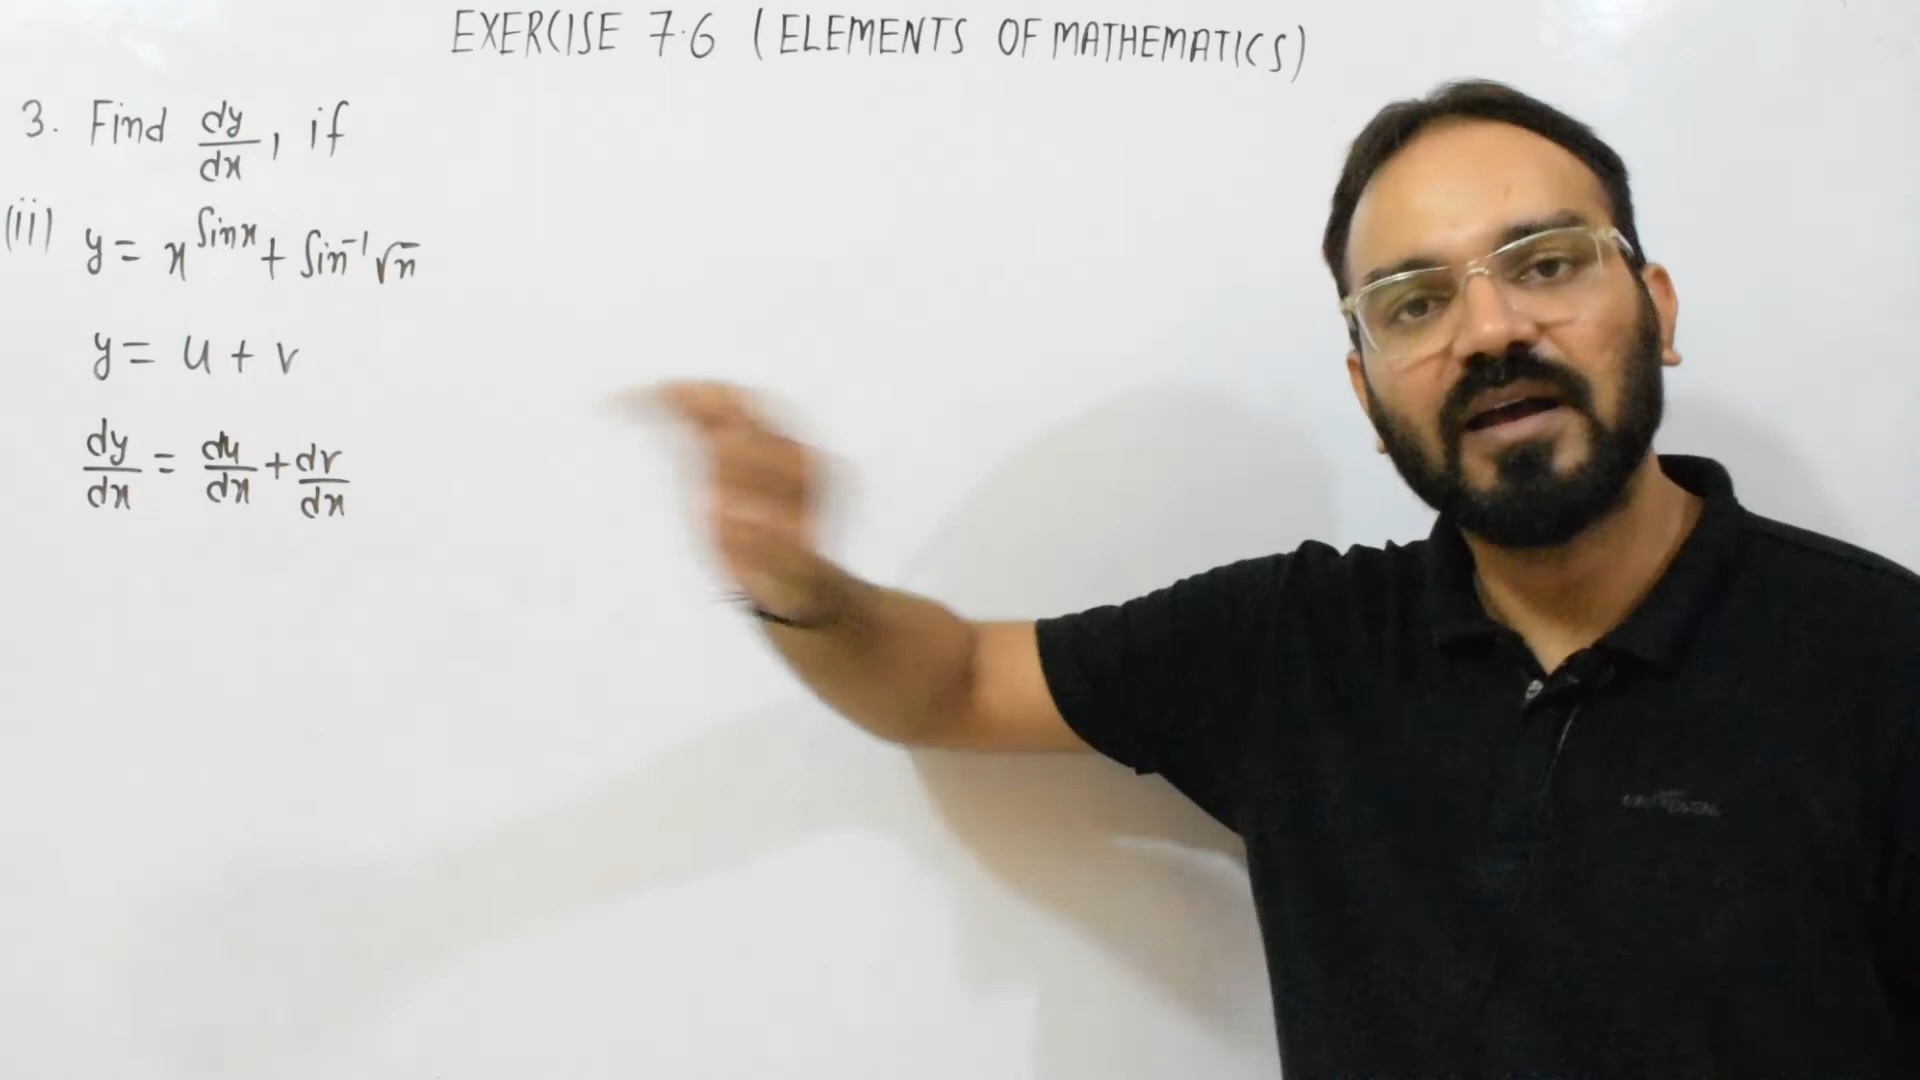 EXERCISE 7.6 (ELEMENTS OF MATHEMATICS)
3. Find dy/dx, if
(ii) y = x^sinx + sin^-1 √x
y = u + v
dy/dx = du/dx + dv/dx